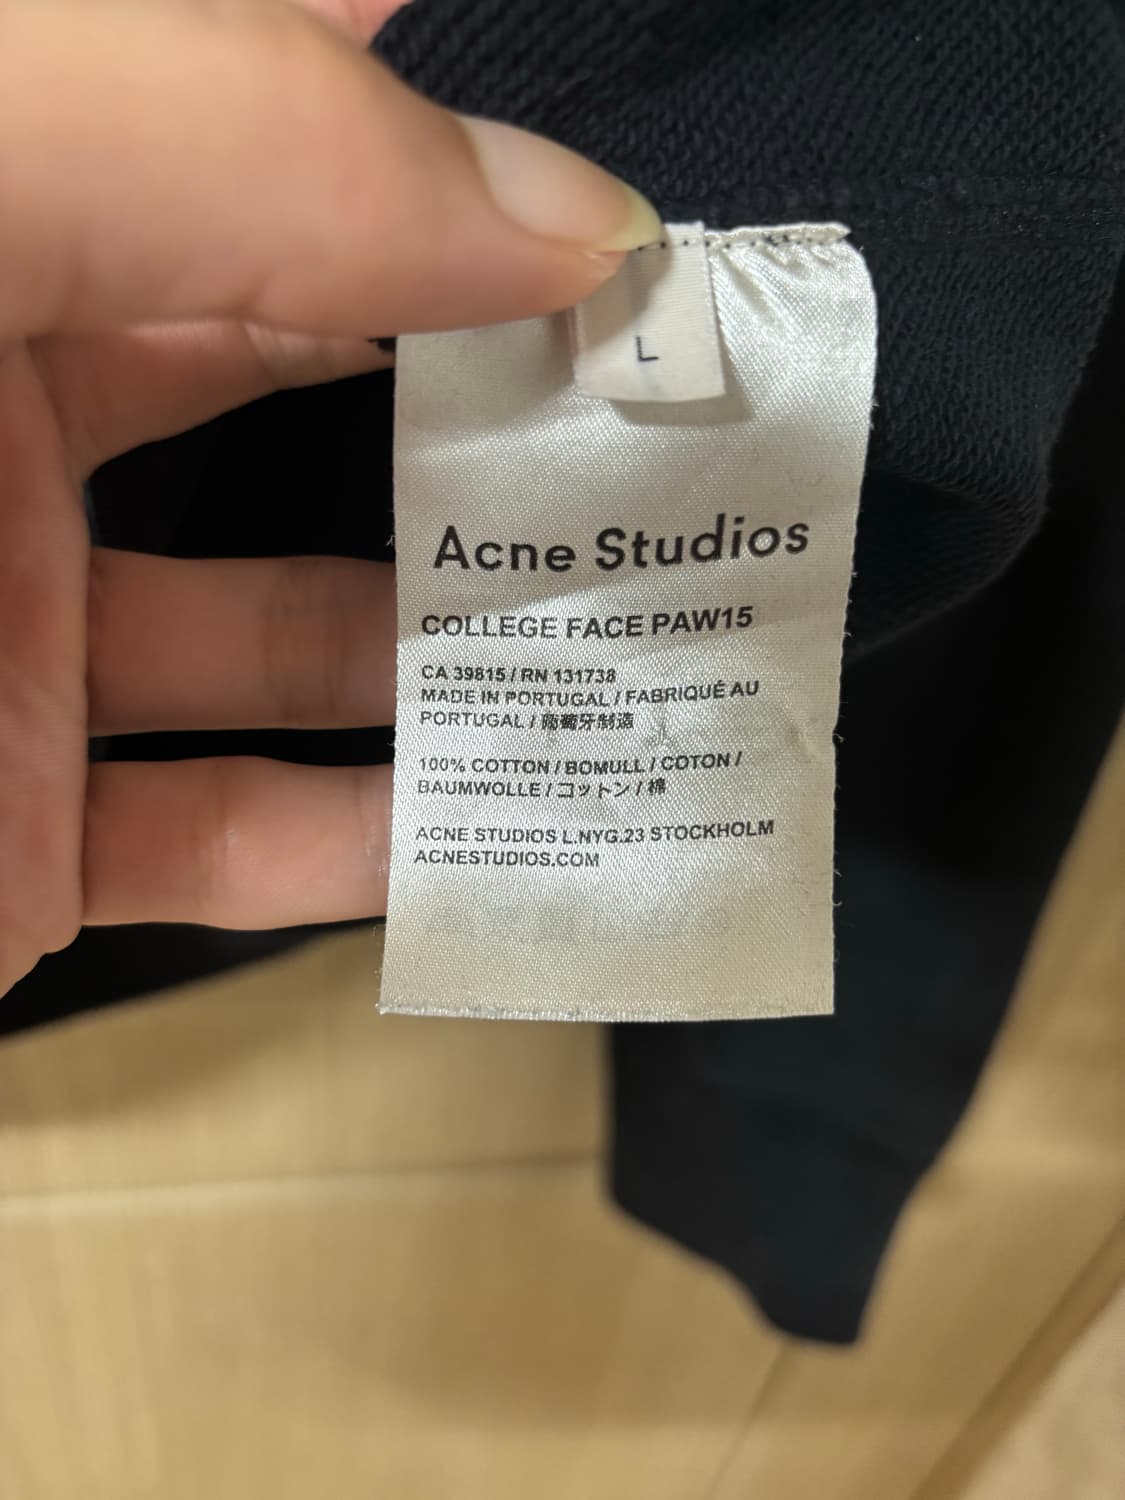 L
Acne Studios
COLLEGE FACE PAW15
CA 39815 / RN 131738
MADE IN PORTUGAL / FABRIQUÉ AU
PORTUGAL / 葡萄牙制造
100% COTTON / BOMULL / COTON /
BAUMWOLLE / コットン / 棉
ACNE STUDIOS L.NYG.23 STOCKHOLM
ACNESTUDIOS.COM